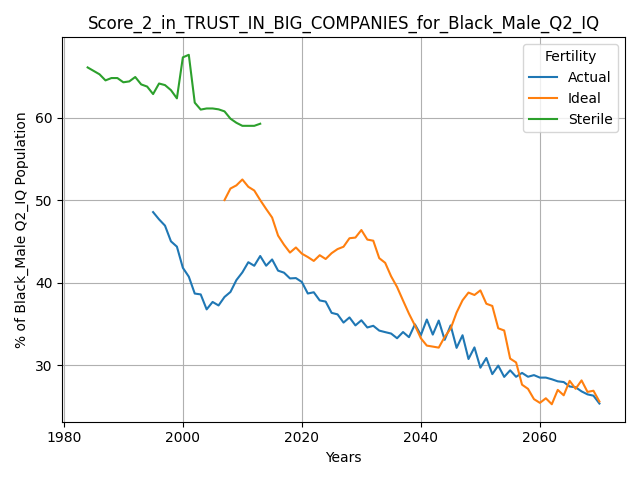 Score_2_in_TRUST_IN_BIG_COMPANIES_for_Black_Male_Q2_IQ
Fertility
Actual
Ideal
Sterile
% of Black_Male Q2_IQ Population
60
50
40
30
1980
2000
2020
2040
2060
Years